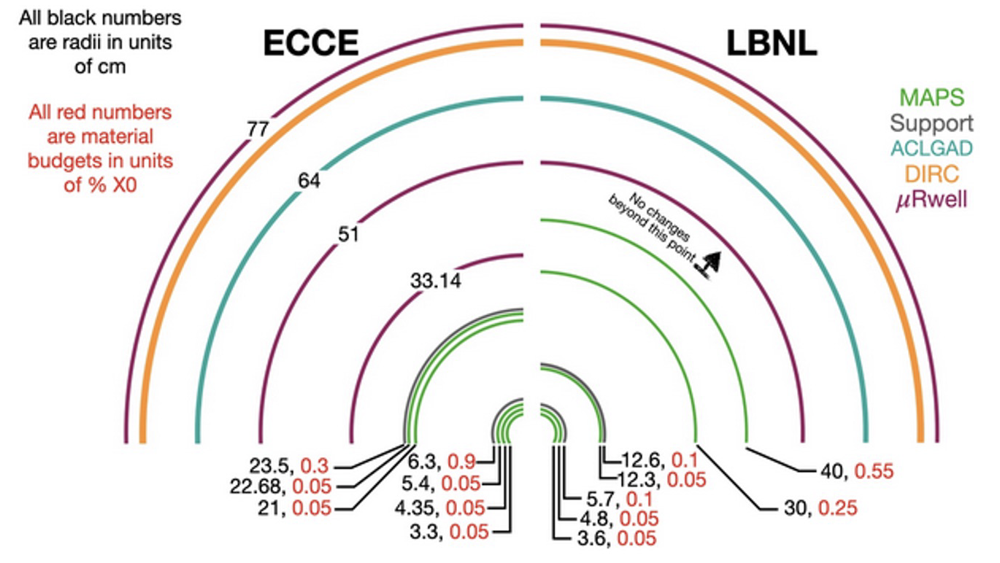 All black numbers
are radii in units
of cm
All red numbers
are material
budgets in units
of % X0
ECCE
LBNL
MAPS
Support
ACLGAD
DIRC
μRwell
77
64
51
33.14
No changes
beyond this point
23.5, 0.3
22.68, 0.05
21, 0.05
6.3, 0.9
5.4, 0.05
4.35, 0.05
3.3, 0.05
12.6, 0.1
12.3, 0.05
5.7, 0.1
4.8, 0.05
3.6, 0.05
40, 0.55
30, 0.25